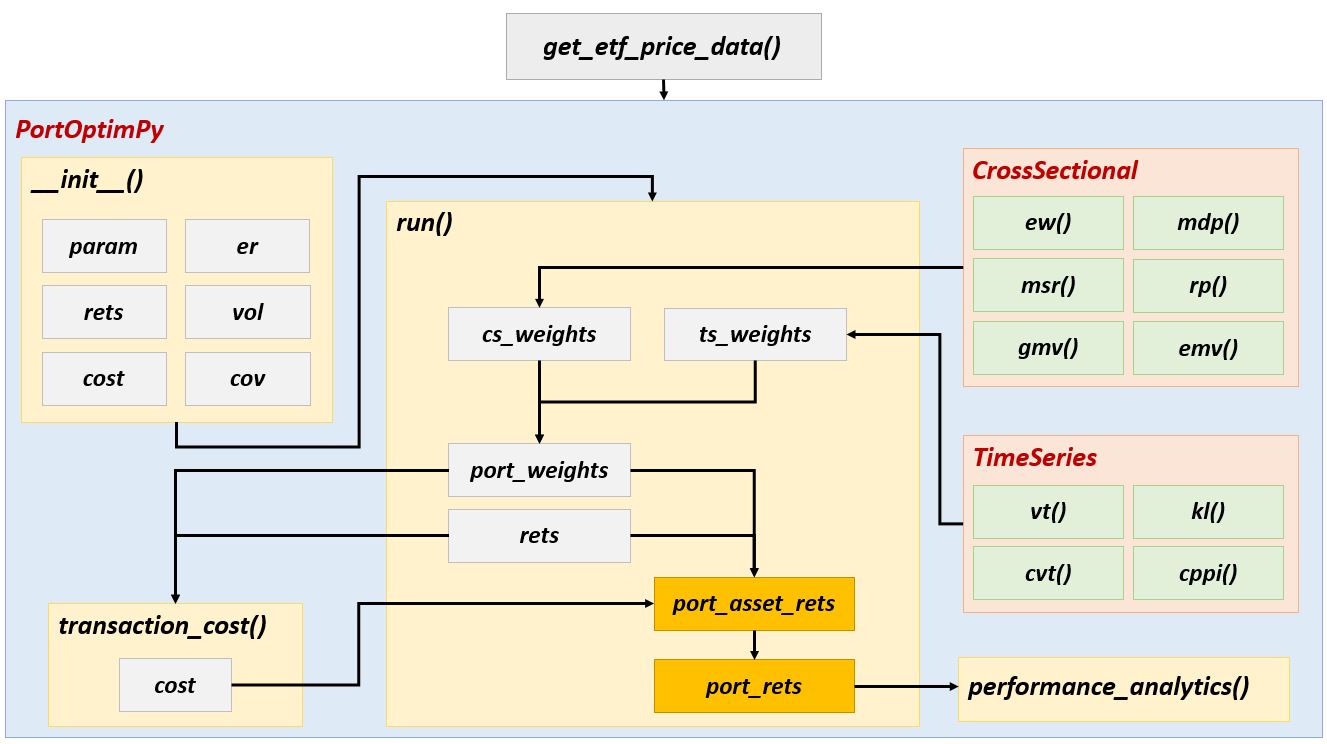 get_etf_price_data()
PortOptimPy
__init__()
param
er
rets
vol
cost
cov
run()
cs_weights
ts_weights
port_weights
rets
port_asset_rets
port_rets
transaction_cost()
cost
CrossSectional
ew()
mdp()
msr()
rp()
gmv()
emv()
TimeSeries
vt()
kl()
cvt()
cppi()
performance_analytics()